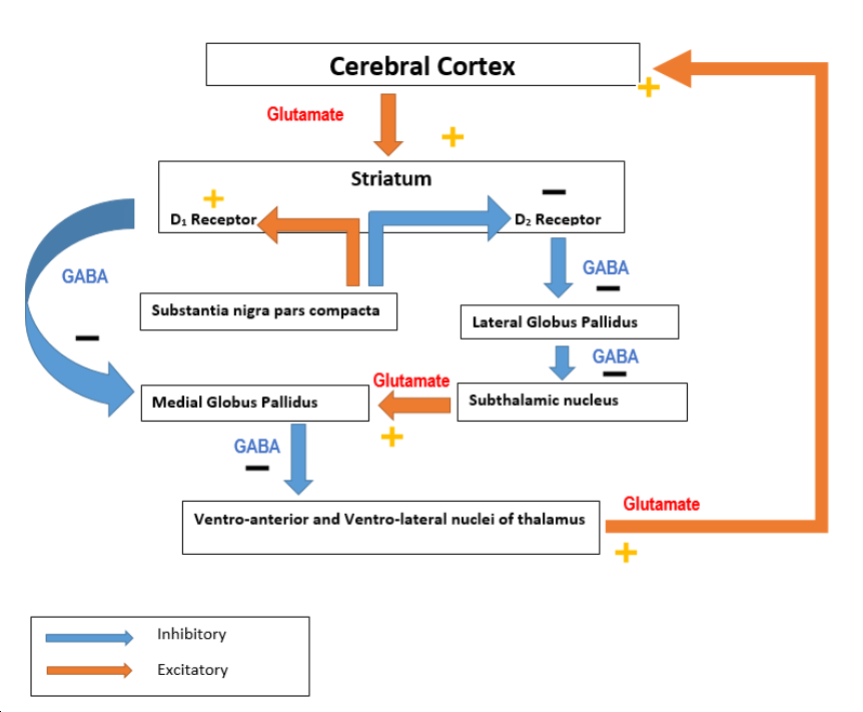 Cerebral Cortex
+
Glutamate
+
Striatum
+
−
D₁ Receptor
D₂ Receptor
GABA
−
GABA
−
Substantia nigra pars compacta
Lateral Globus Pallidus
GABA
−
Glutamate
Medial Globus Pallidus
Subthalamic nucleus
+
GABA
−
Glutamate
Ventro-anterior and Ventro-lateral nuclei of thalamus
+
Inhibitory
Excitatory